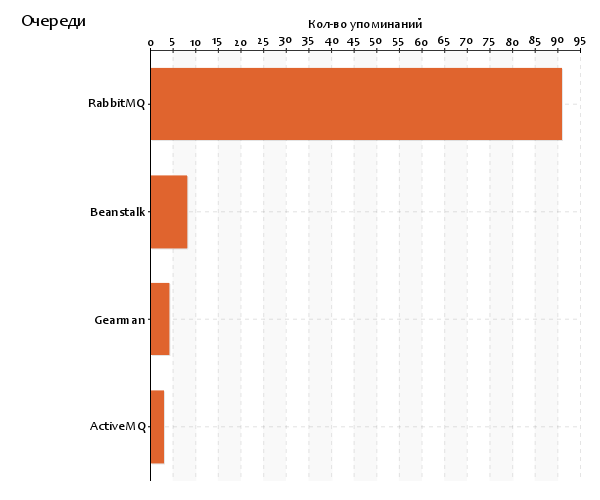 Очереди
Кол-во упоминаний
0 5 10 15 20 25 30 35 40 45 50 55 60 65 70 75 80 85 90 95
RabbitMQ
Beanstalk
Gearman
ActiveMQ